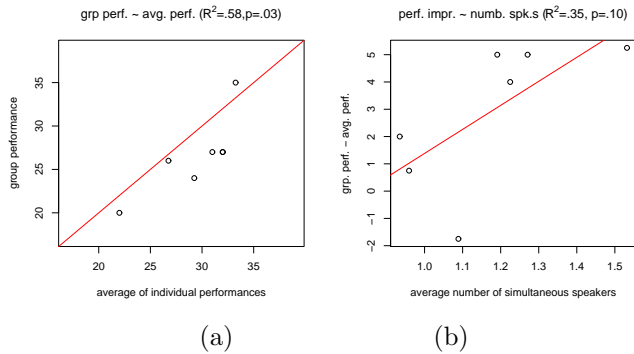 grp perf. ~ avg. perf. (R²=.58,p=.03)
group performance
35
30
25
20
20
25
30
35
average of individual performances
(a)
perf. impr. ~ numb. spk.s (R²=.35, p=.10)
grp. perf. − avg. perf.
5
4
3
2
1
0
−1
−2
1.0
1.1
1.2
1.3
1.4
1.5
average number of simultaneous speakers
(b)